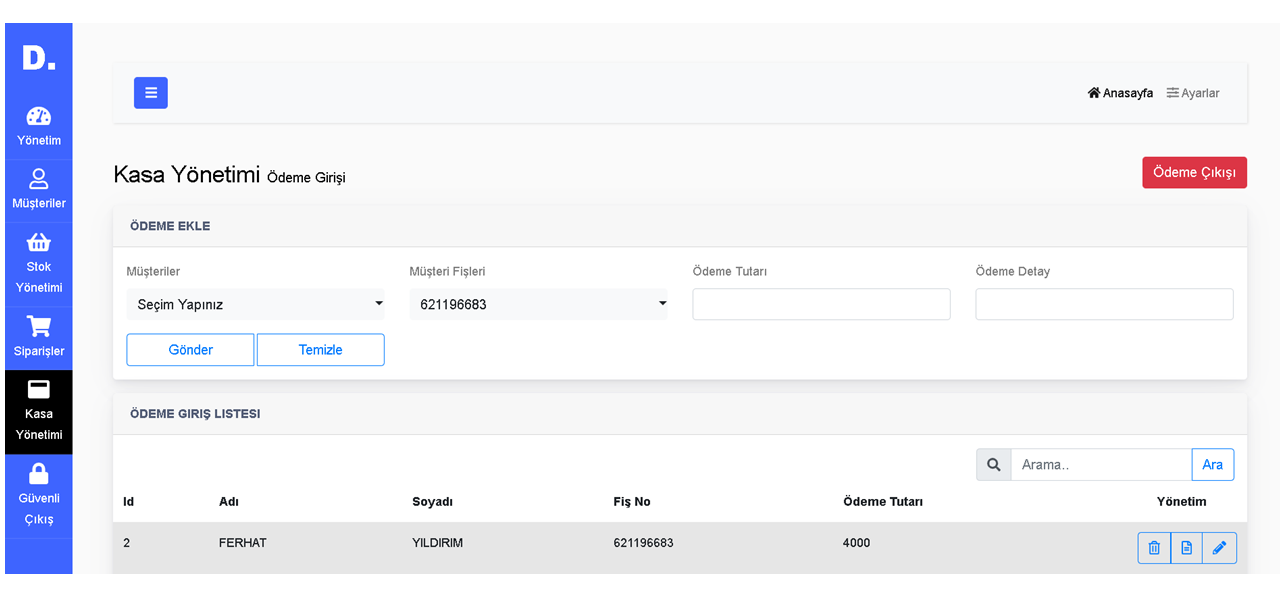 D.
Anasayfa Ayarlar
Yönetim
Kasa Yönetimi Ödeme Girişi
Ödeme Çıkışı
Müşteriler
ÖDEME EKLE
Stok
Yönetimi
Müşteriler Müşteri Fişleri Ödeme Tutarı Ödeme Detay
Seçim Yapınız 621196683
Siparişler
Gönder Temizle
Kasa
Yönetimi
ÖDEME GIRIŞ LISTESI
Arama.. Ara
Güvenli
Çıkış
Id Adı Soyadı Fiş No Ödeme Tutarı Yönetim
2 FERHAT YILDIRIM 621196683 4000